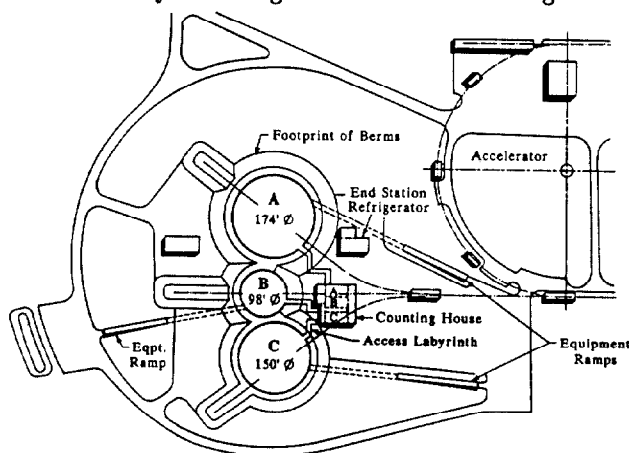 Footprint of Berms
Accelerator
A
174' Ø
End Station
Refrigerator
B
98' Ø
Counting House
C
150' Ø
Access Labyrinth
Eqpt.
Ramp
Equipment
Ramps